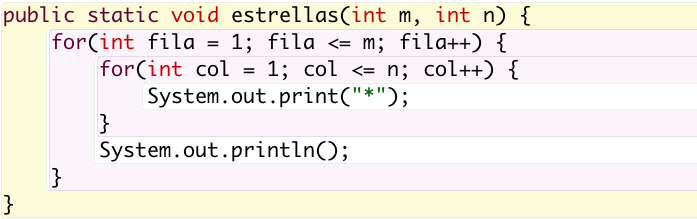 public static void estrellas(int m, int n) {
    for(int fila = 1; fila <= m; fila++) {
        for(int col = 1; col <= n; col++) {
            System.out.print("*");
        }
        System.out.println();
    }
}